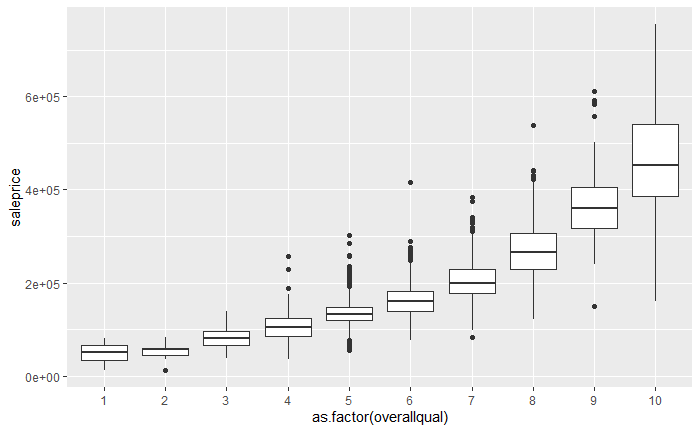 saleprice
6e+05
4e+05
2e+05
0e+00
1 2 3 4 5 6 7 8 9 10
as.factor(overallqual)